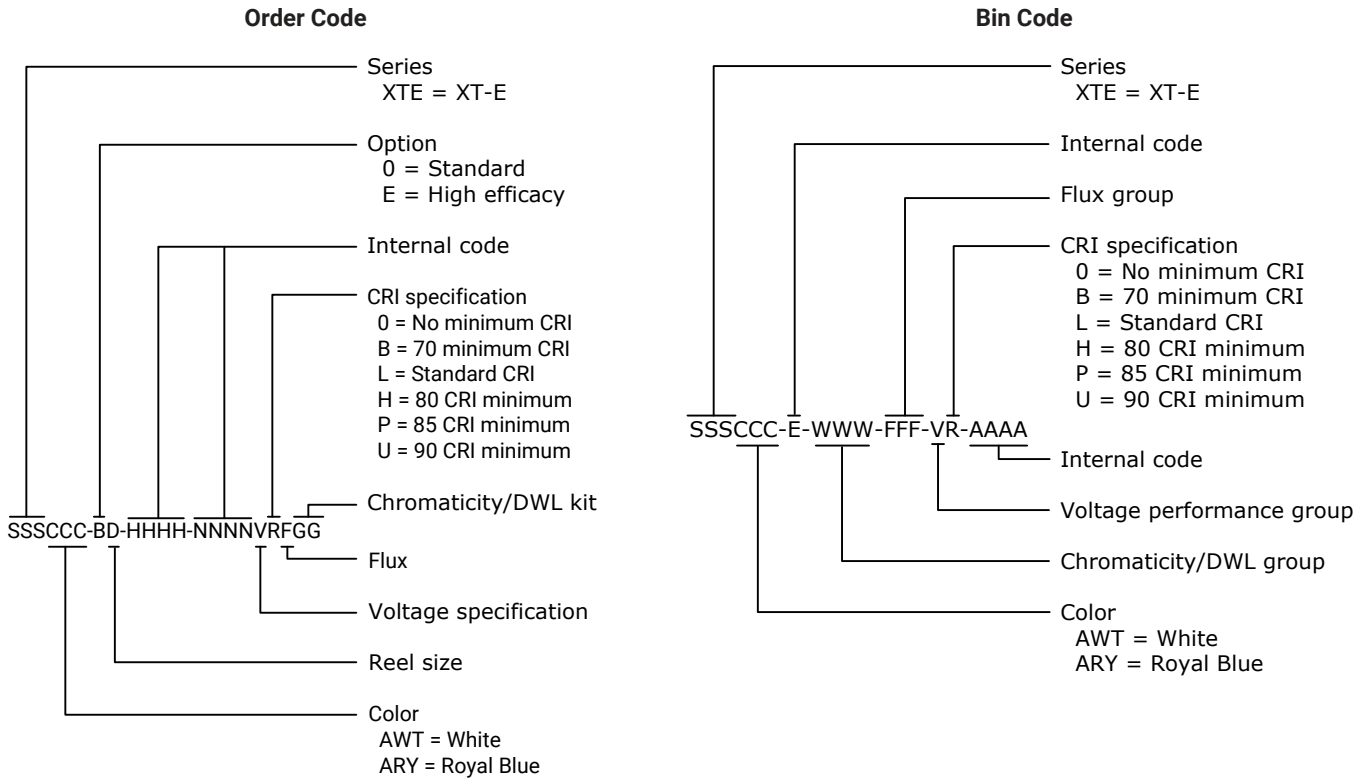 Order Code
Series
XTE = XT-E
Option
0 = Standard
E = High efficacy
Internal code
CRI specification
0 = No minimum CRI
B = 70 minimum CRI
L = Standard CRI
H = 80 CRI minimum
P = 85 CRI minimum
U = 90 CRI minimum
Chromaticity/DWL kit
SSSCCC-BD-HHHH-NNNNVRFGG
Flux
Voltage specification
Reel size
Color
AWT = White
ARY = Royal Blue
Bin Code
Series
XTE = XT-E
Internal code
Flux group
CRI specification
0 = No minimum CRI
B = 70 minimum CRI
L = Standard CRI
H = 80 CRI minimum
P = 85 CRI minimum
U = 90 CRI minimum
SSSCCC-E-WWW-FFF-VR-AAAA
Internal code
Voltage performance group
Chromaticity/DWL group
Color
AWT = White
ARY = Royal Blue